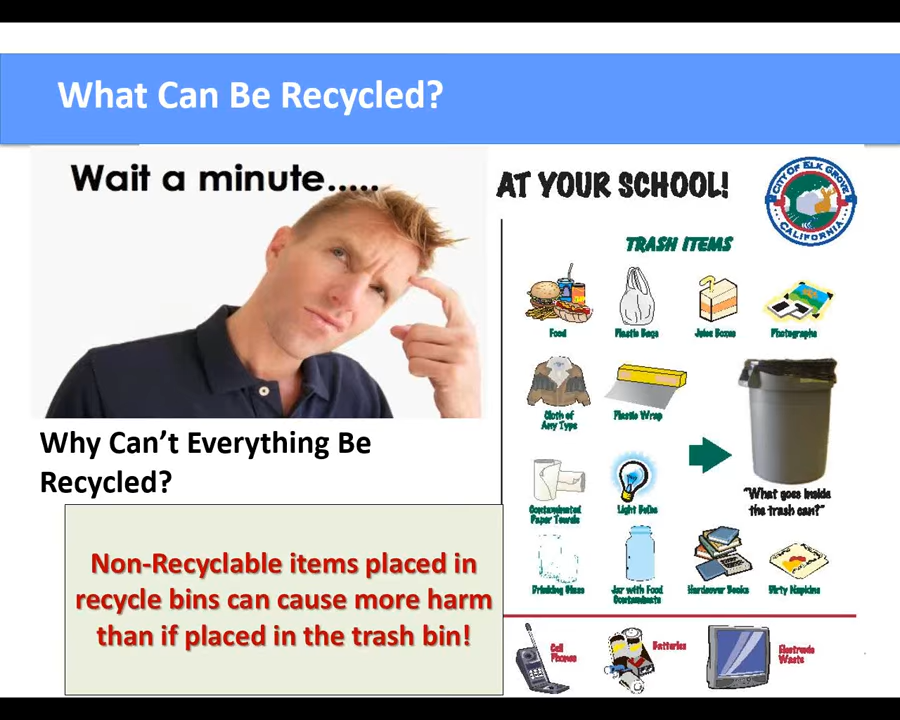 What Can Be Recycled?
Wait a minute.....
Why Can't Everything Be
Recycled?
Non-Recyclable items placed in
recycle bins can cause more harm
than if placed in the trash bin!
AT YOUR SCHOOL!
CITY OF ELK GROVE
CALIFORNIA
TRASH ITEMS
Food
Plastic Bags
Juice Boxes
Photographs
Cloth of
Any Type
Plastic Wrap
Contaminated
Paper Towels
Light Bulbs
"What goes inside
the trash can?"
Drinking Glass
Jar with Food
Contaminants
Hardcover Books
Dirty Napkins
Cell
Phones
Batteries
Electronic
Waste